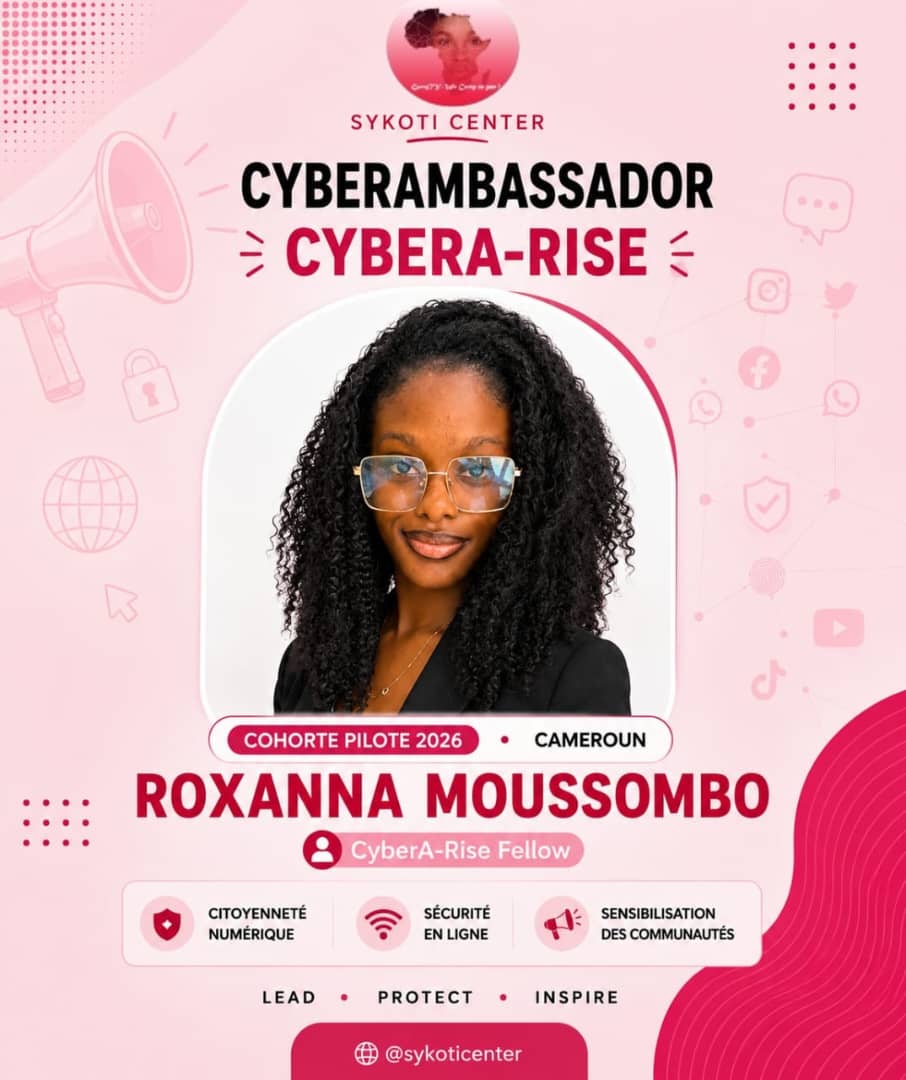 SYKOTI CENTER
CYBERAMBASSADOR
CYBERA-RISE
COHORTE PILOTE 2026 • CAMEROUN
ROXANNA MOUSSOMBO
CyberA-Rise Fellow
CITOYENNETÉ
NUMÉRIQUE
SÉCURITÉ
EN LIGNE
SENSIBILISATION
DES COMMUNAUTÉS
LEAD • PROTECT • INSPIRE
@sykoticenter